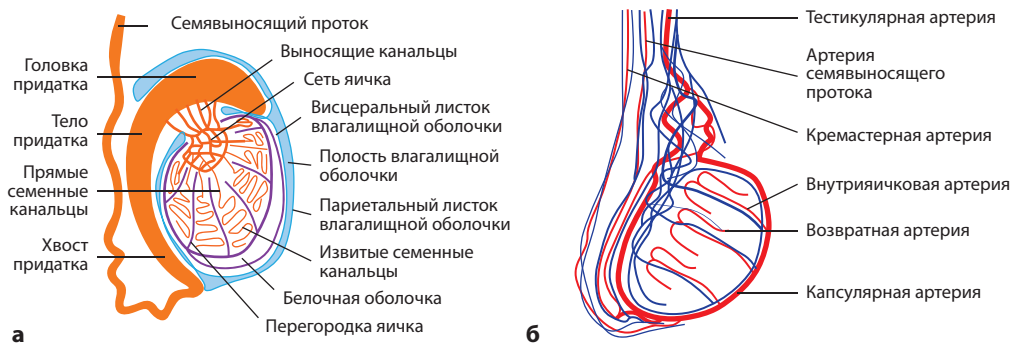 Семявыносящий проток
Головка
придатка
Тело
придатка
Прямые
семенные
канальцы
Хвост
придатка
Выносящие канальцы
Сеть яичка
Висцеральный листок
влагалищной оболочки
Полость влагалищной
оболочки
Париетальный листок
влагалищной оболочки
Извитые семенные
канальцы
Белочная оболочка
Перегородка яичка
а
Тестикулярная артерия
Артерия
семявыносящего
протока
Кремастерная артерия
Внутрияичковая артерия
Возвратная артерия
Капсулярная артерия
б